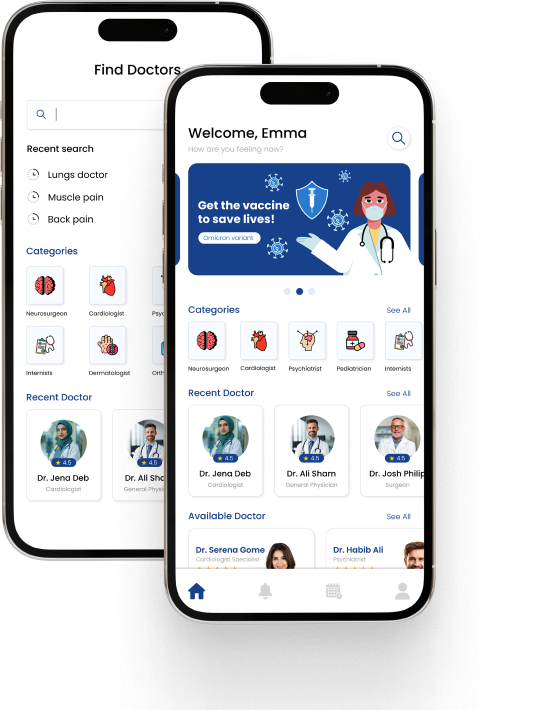 Find Doctors
Recent search
Lungs doctor
Muscle pain
Back pain
Categories
Neurosurgeon
Cardiologist
Internists
Dermatologist
Recent Doctor
4.5
4.5
Dr. Jena Deb
Cardiologist
Dr. Ali Sha
General Physi
Welcome, Emma
How are you feeling now?
Get the vaccine
to save lives!
Omicron variant
Categories See All
Neurosurgeon Cardiologist Psychiatrist Pediatrician Internists
Recent Doctor See All
4.5 4.5 4.5
Dr. Jena Deb Dr. Ali Sham Dr. Josh Philip
Cardiologist General Physician Surgeon
Available Doctor See All
Dr. Serena Gome Dr. Habib Ali
Cardiologist Specialist Psychiatrist